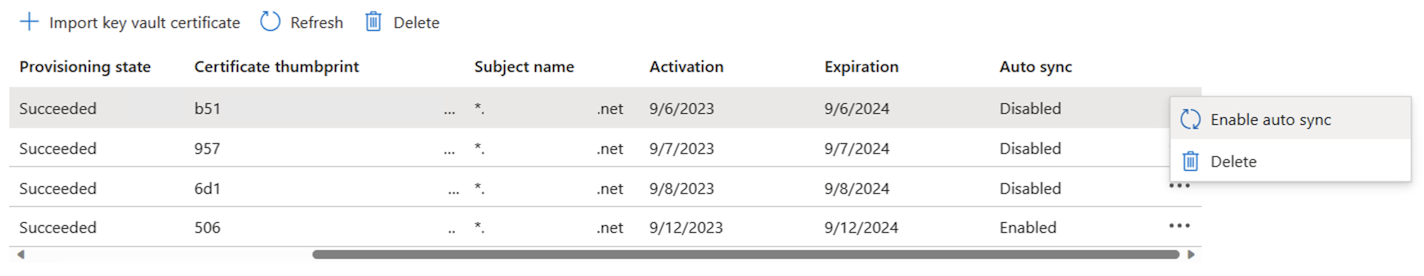 Import key vault certificate Refresh Delete
Provisioning state Certificate thumbprint Subject name Activation Expiration Auto sync
Succeeded b51 ... *. .net 9/6/2023 9/6/2024 Disabled
Enable auto sync
Succeeded 957 ... *. .net 9/7/2023 9/7/2024 Disabled
Delete
Succeeded 6d1 ... *. .net 9/8/2023 9/8/2024 Disabled ...
Succeeded 506 .. *. .net 9/12/2023 9/12/2024 Enabled ...